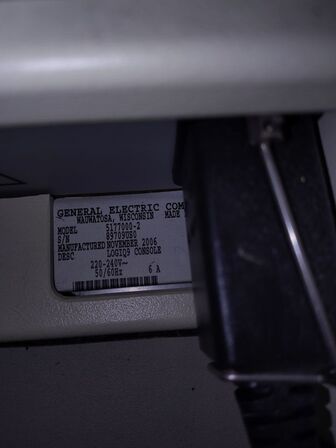 GENERAL ELECTRIC COM
WAUWATOSA, WISCONSIN MADE
MODEL 5177000-2
S/N 89709US0
MANUFACTURED NOVEMBER 2006
DESC LOGIQ9 CONSOLE
220-240V~
50/60Hz 6 A